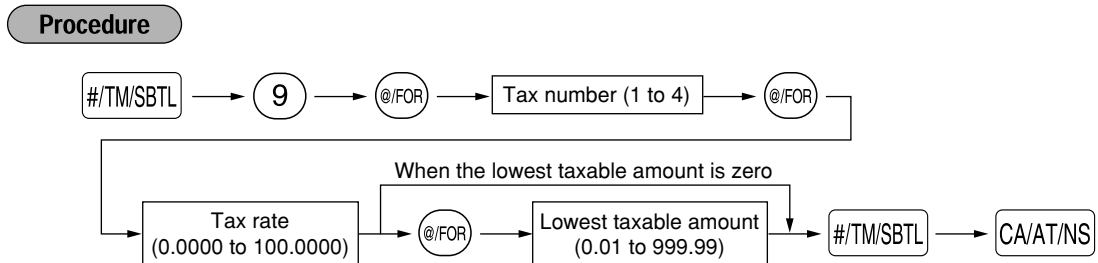 Procedure
#/TM/SBTL
9
@/FOR
Tax number (1 to 4)
@/FOR
When the lowest taxable amount is zero
Tax rate
(0.0000 to 100.0000)
@/FOR
Lowest taxable amount
(0.01 to 999.99)
#/TM/SBTL
CA/AT/NS